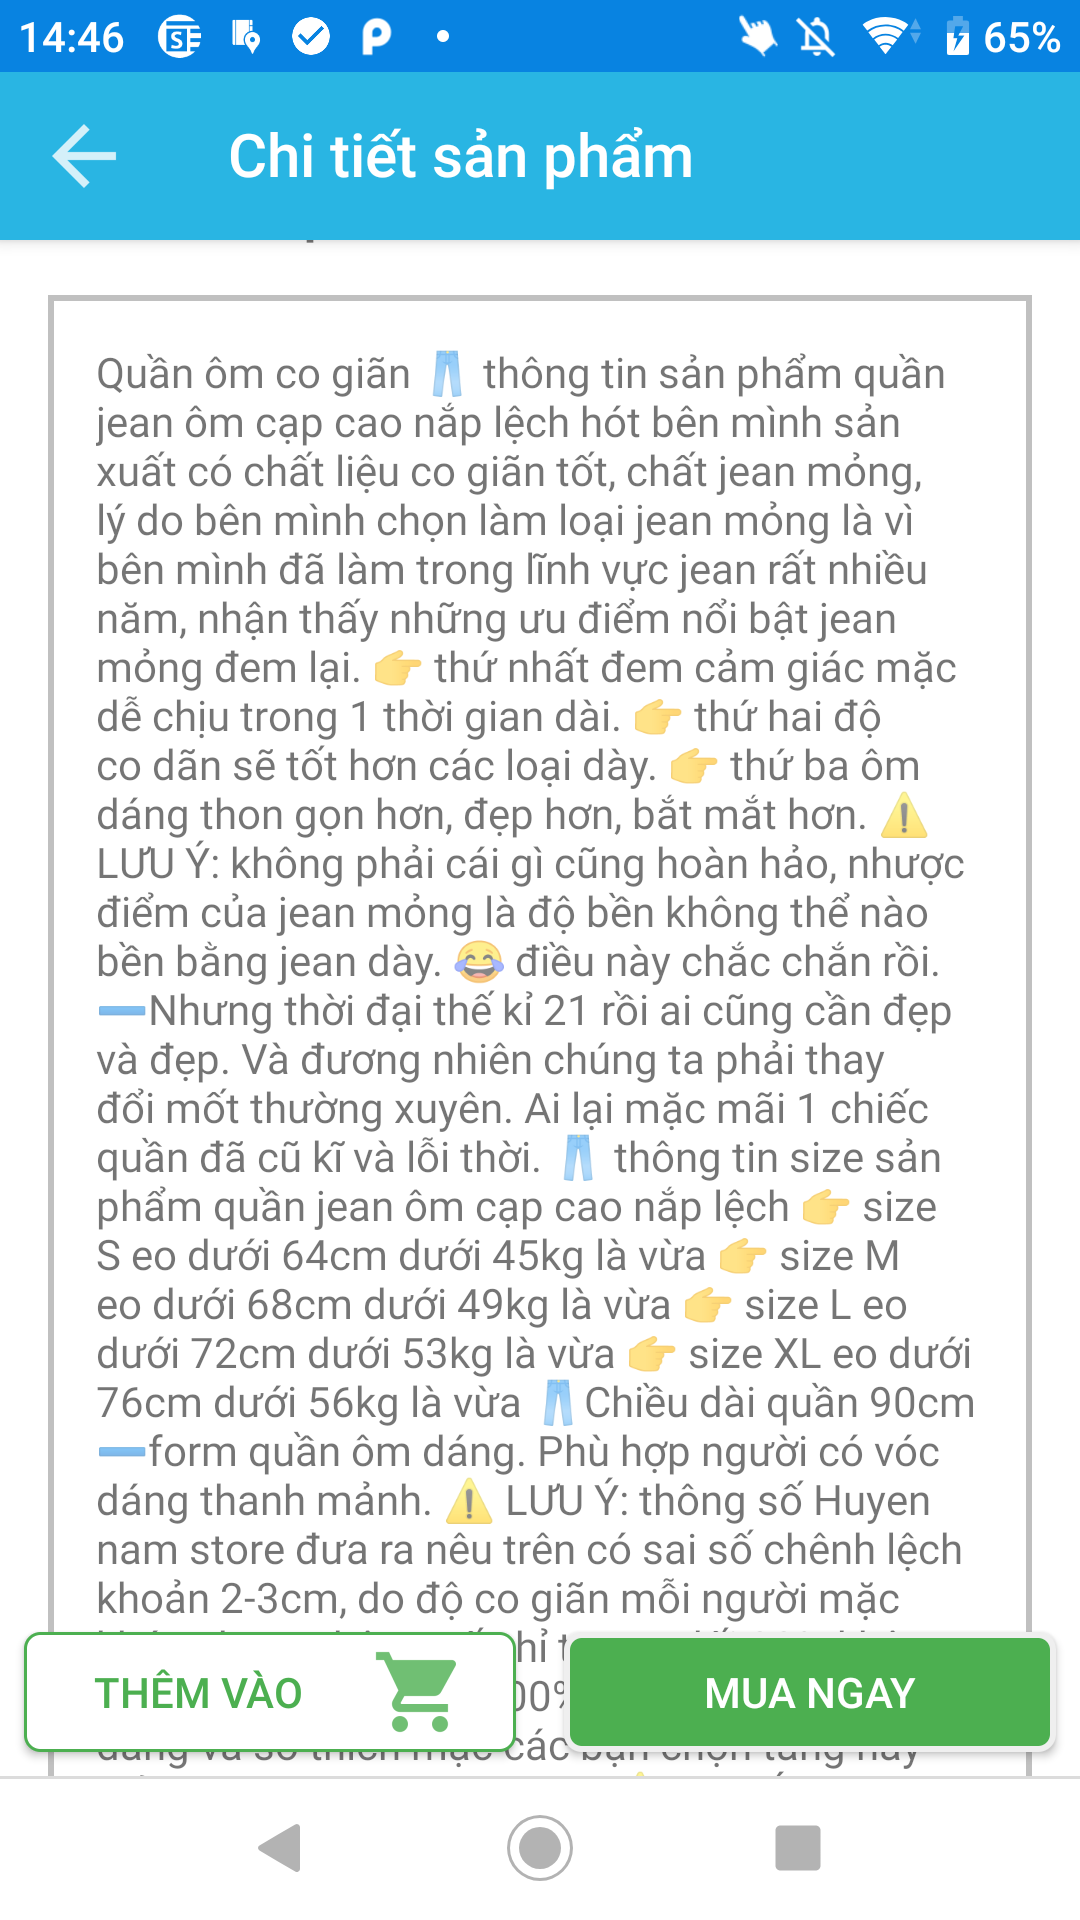 14:46
65%
Chi tiết sản phẩm
Quần ôm co giãn 👖 thông tin sản phẩm quần
jean ôm cạp cao nắp lệch hót bên mình sản
xuất có chất liệu co giãn tốt, chất jean mỏng,
lý do bên mình chọn làm loại jean mỏng là vì
bên mình đã làm trong lĩnh vực jean rất nhiều
năm, nhận thấy những ưu điểm nổi bật jean
mỏng đem lại. 👉 thứ nhất đem cảm giác mặc
dễ chịu trong 1 thời gian dài. 👉 thứ hai độ
co dãn sẽ tốt hơn các loại dày. 👉 thứ ba ôm
dáng thon gọn hơn, đẹp hơn, bắt mắt hơn. ⚠️
LƯU Ý: không phải cái gì cũng hoàn hảo, nhược
điểm của jean mỏng là độ bền không thể nào
bền bằng jean dày. 😂 điều này chắc chắn rồi.
➖Nhưng thời đại thế kỉ 21 rồi ai cũng cần đẹp
và đẹp. Và đương nhiên chúng ta phải thay
đổi mốt thường xuyên. Ai lại mặc mãi 1 chiếc
quần đã cũ kĩ và lỗi thời. 👖 thông tin size sản
phẩm quần jean ôm cạp cao nắp lệch 👉 size
S eo dưới 64cm dưới 45kg là vừa 👉 size M
eo dưới 68cm dưới 49kg là vừa 👉 size L eo
dưới 72cm dưới 53kg là vừa 👉 size XL eo dưới
76cm dưới 56kg là vừa 👖Chiều dài quần 90cm
➖form quần ôm dáng. Phù hợp người có vóc
dáng thanh mảnh. ⚠️ LƯU Ý: thông số Huyen
nam store đưa ra nêu trên có sai số chênh lệch
khoản 2-3cm, do độ co giãn mỗi người mặc
các bạn chọn tăng hay
THÊM VÀO
MUA NGAY